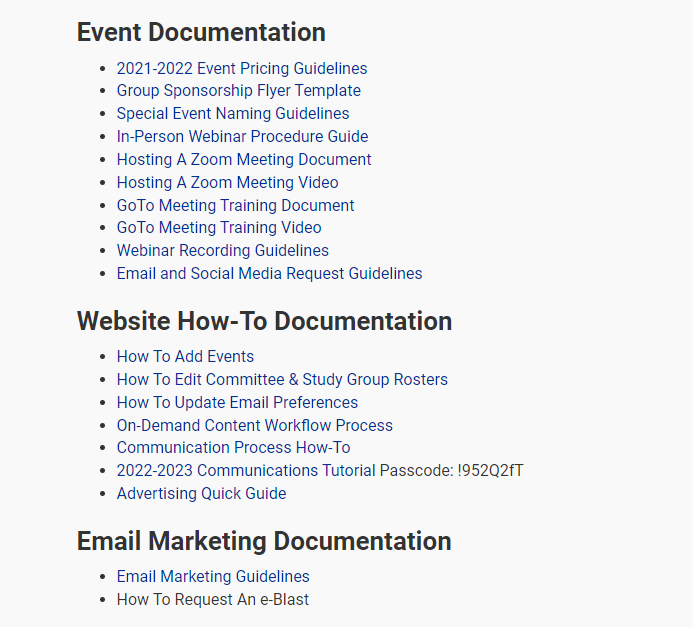 Event Documentation
2021-2022 Event Pricing Guidelines
Group Sponsorship Flyer Template
Special Event Naming Guidelines
In-Person Webinar Procedure Guide
Hosting A Zoom Meeting Document
Hosting A Zoom Meeting Video
GoTo Meeting Training Document
GoTo Meeting Training Video
Webinar Recording Guidelines
Email and Social Media Request Guidelines
Website How-To Documentation
How To Add Events
How To Edit Committee & Study Group Rosters
How To Update Email Preferences
On-Demand Content Workflow Process
Communication Process How-To
2022-2023 Communications Tutorial Passcode: !952Q2fT
Advertising Quick Guide
Email Marketing Documentation
Email Marketing Guidelines
How To Request An e-Blast